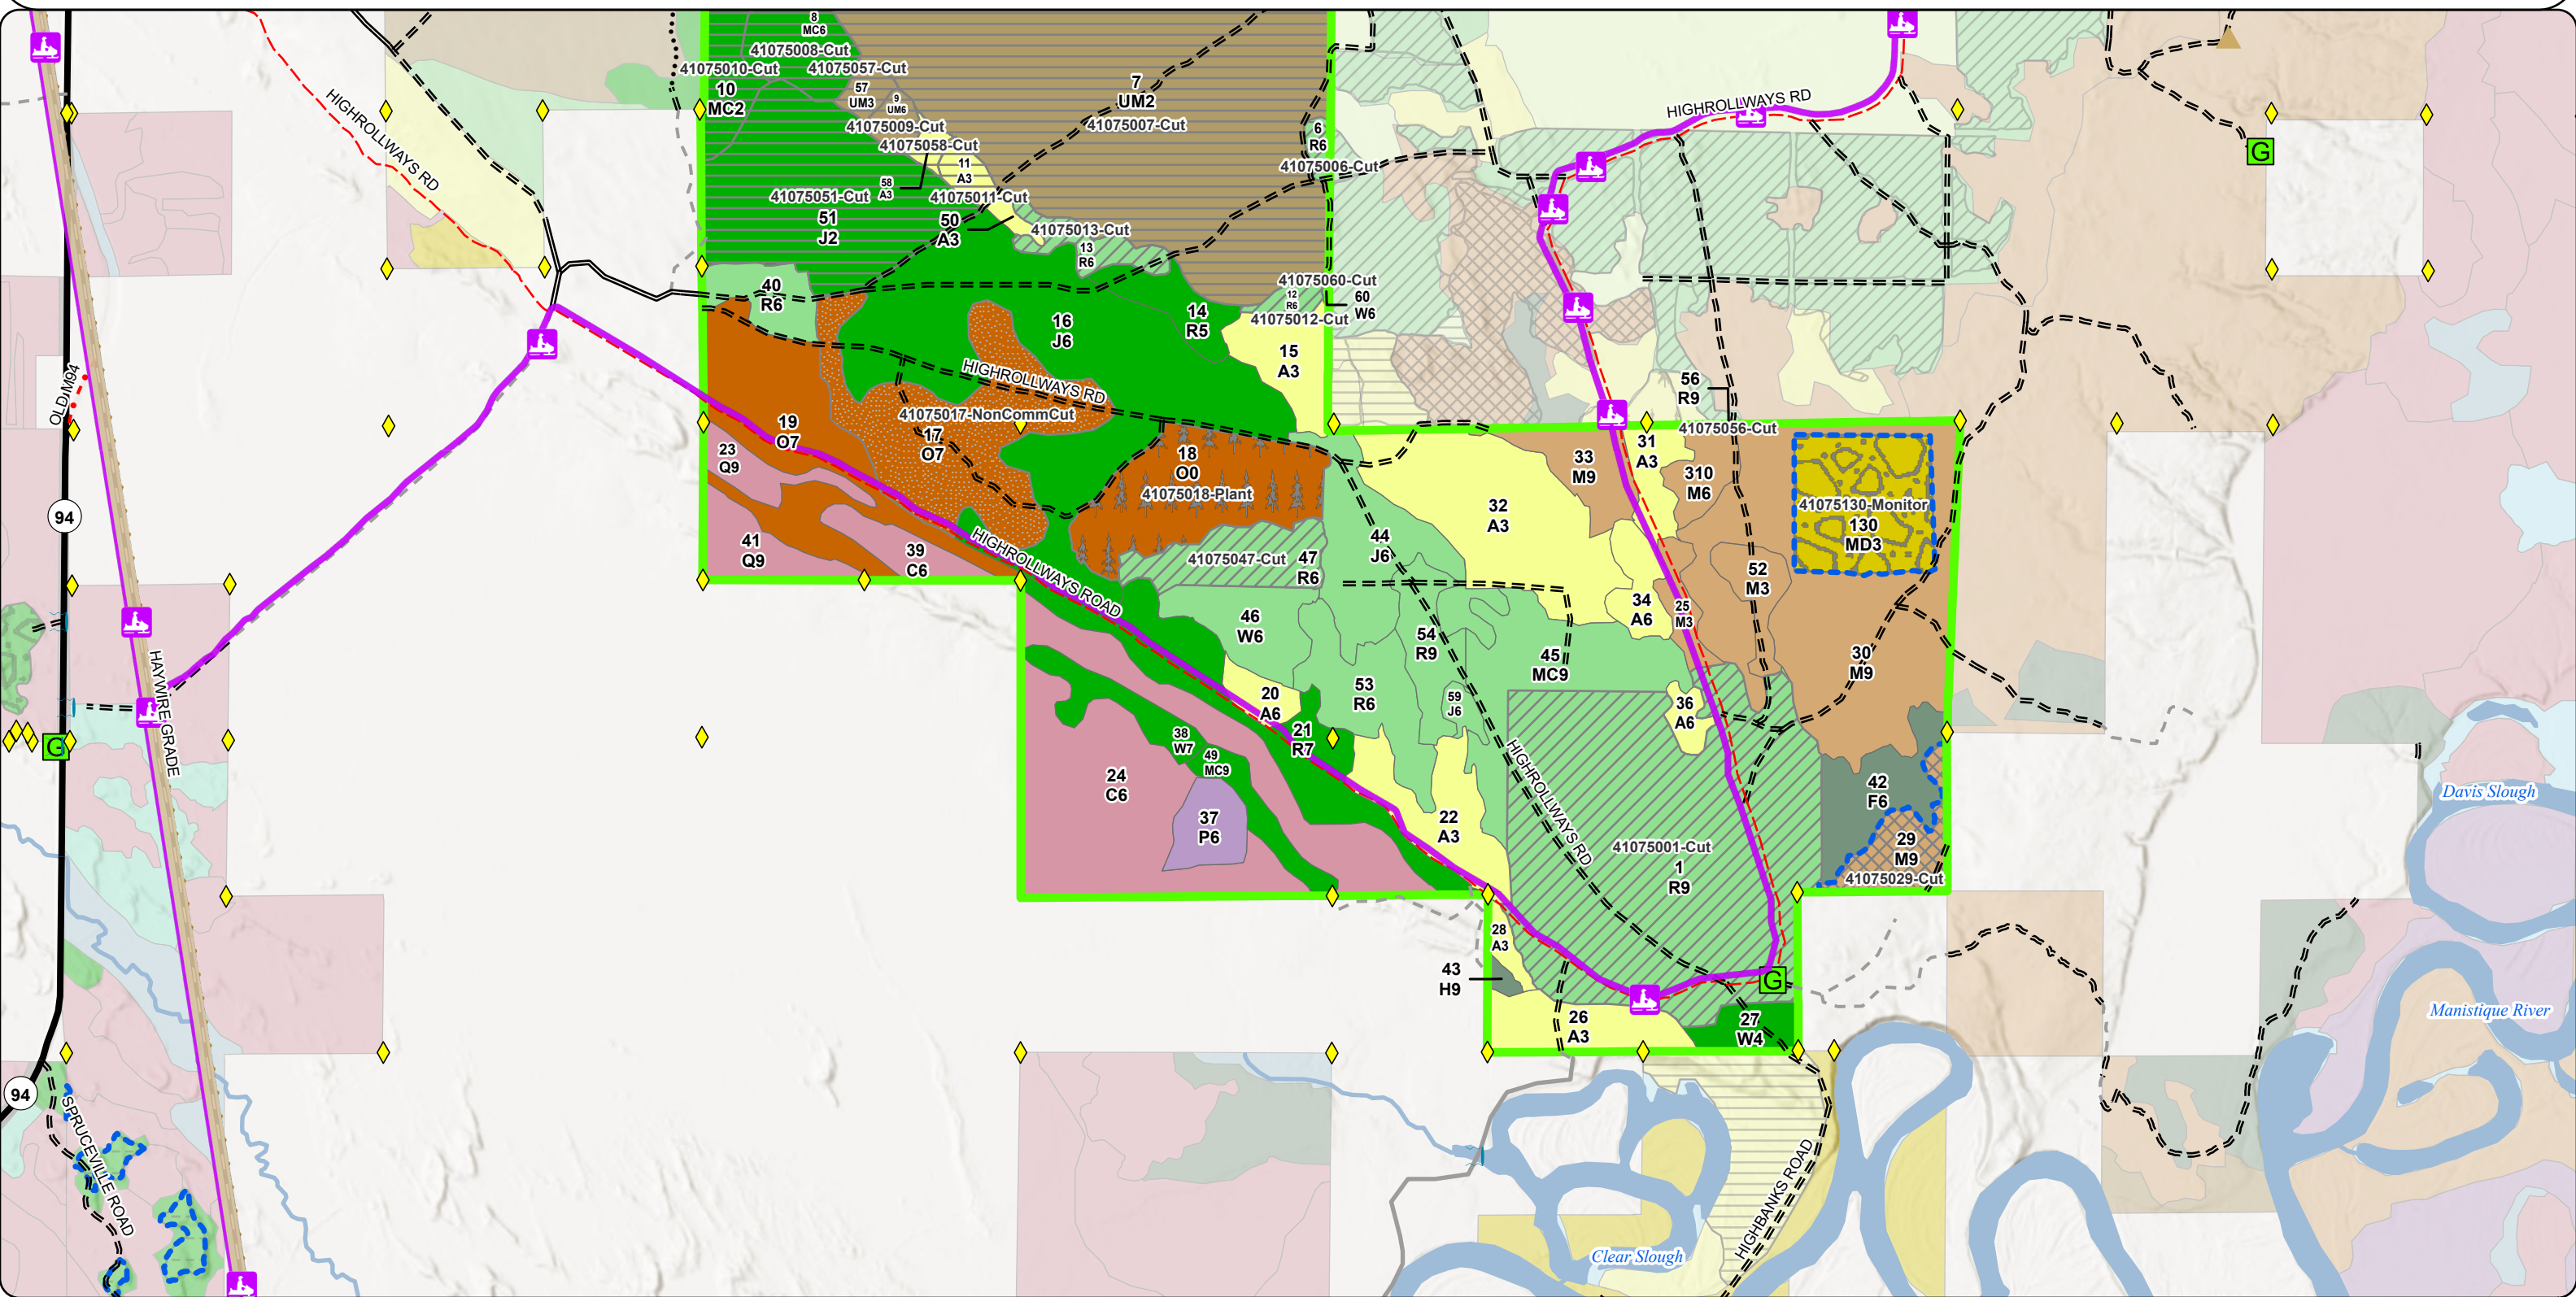 8
MC6
41075008-Cut
41075010-Cut
41075057-Cut
10
MC2
57
UM3
9
UM6
7
UM2
41075007-Cut
41075009-Cut
41075058-Cut
6
R6
41075006-Cut
11
A3
58
A3
41075051-Cut
41075011-Cut
51
J2
50
A3
41075013-Cut
13
R6
HIGHROLLWAYS RD
HIGHROLLWAYS RD
G
40
R6
41075060-Cut
12
R6
60
W6
41075012-Cut
16
J6
14
R5
15
A3
HIGHROLLWAYS RD
56
R9
41075056-Cut
OLD M94
41075017-NonCommCut
17
O7
19
O7
23
Q9
18
O0
41075018-Plant
33
M9
31
A3
310
M6
32
A3
41075130-Monitor
130
MD3
94
41
Q9
39
C6
HIGHROLLWAYS ROAD
41075047-Cut
47
R6
44
J6
52
M3
34
A6
25
M3
46
W6
54
R9
45
MC9
30
M9
HAYWIRE GRADE
G
20
A6
53
R6
59
J6
36
A6
21
R7
38
W7
49
MC9
24
C6
37
P6
22
A3
HIGHROLLWAYS RD
42
F6
Davis Slough
41075001-Cut
1
R9
29
M9
41075029-Cut
28
A3
43
H9
G
26
A3
27
W4
Manistique River
94
SPRUCEVILLE ROAD
HIGHBANKS ROAD
Clear Slough